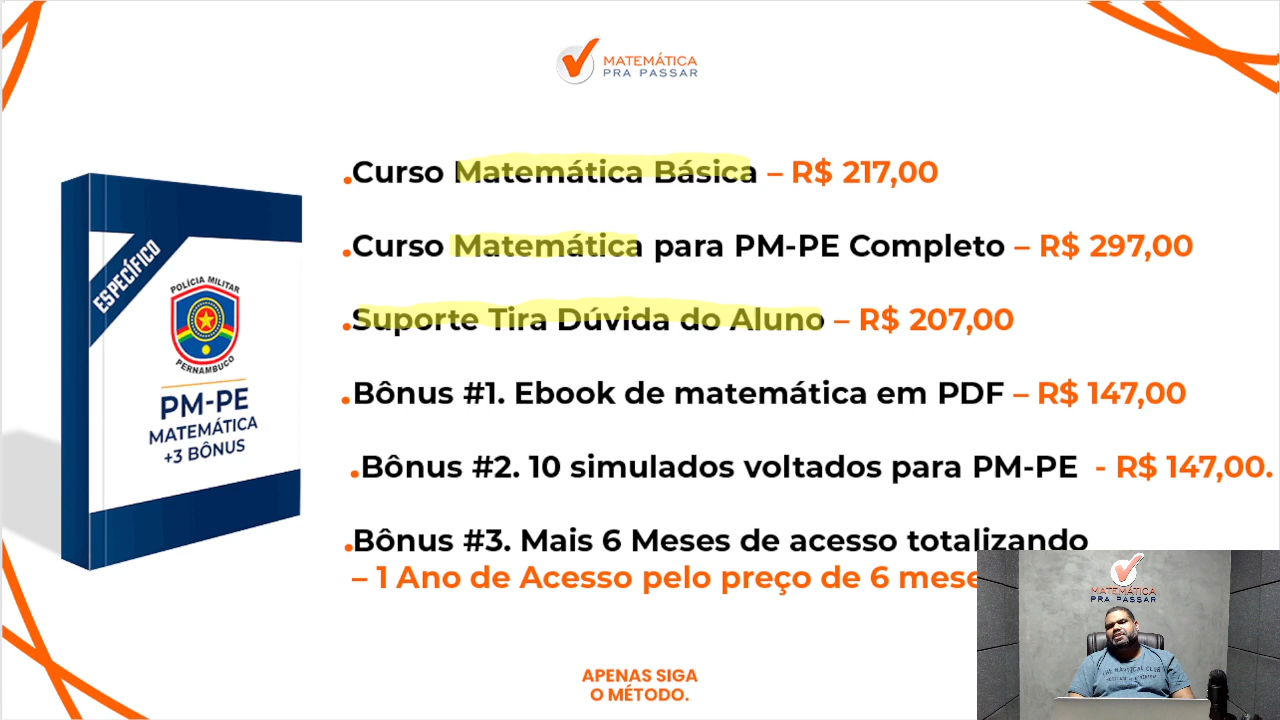 MATEMÁTICA
PRA PASSAR
.Curso Matemática Básica – R$ 217,00
.Curso Matemática para PM-PE Completo – R$ 297,00
.Suporte Tira Dúvida do Aluno – R$ 207,00
.Bônus #1. Ebook de matemática em PDF – R$ 147,00
.Bônus #2. 10 simulados voltados para PM-PE - R$ 147,00.
.Bônus #3. Mais 6 Meses de acesso totalizando
– 1 Ano de Acesso pelo preço de 6
ESPECÍFICO
POLÍCIA MILITAR
PERNAMBUCO
PM-PE
MATEMÁTICA
+3 BÔNUS
MATEMÁTICA
PRA PASSAR
APENAS SIGA
O MÉTODO.